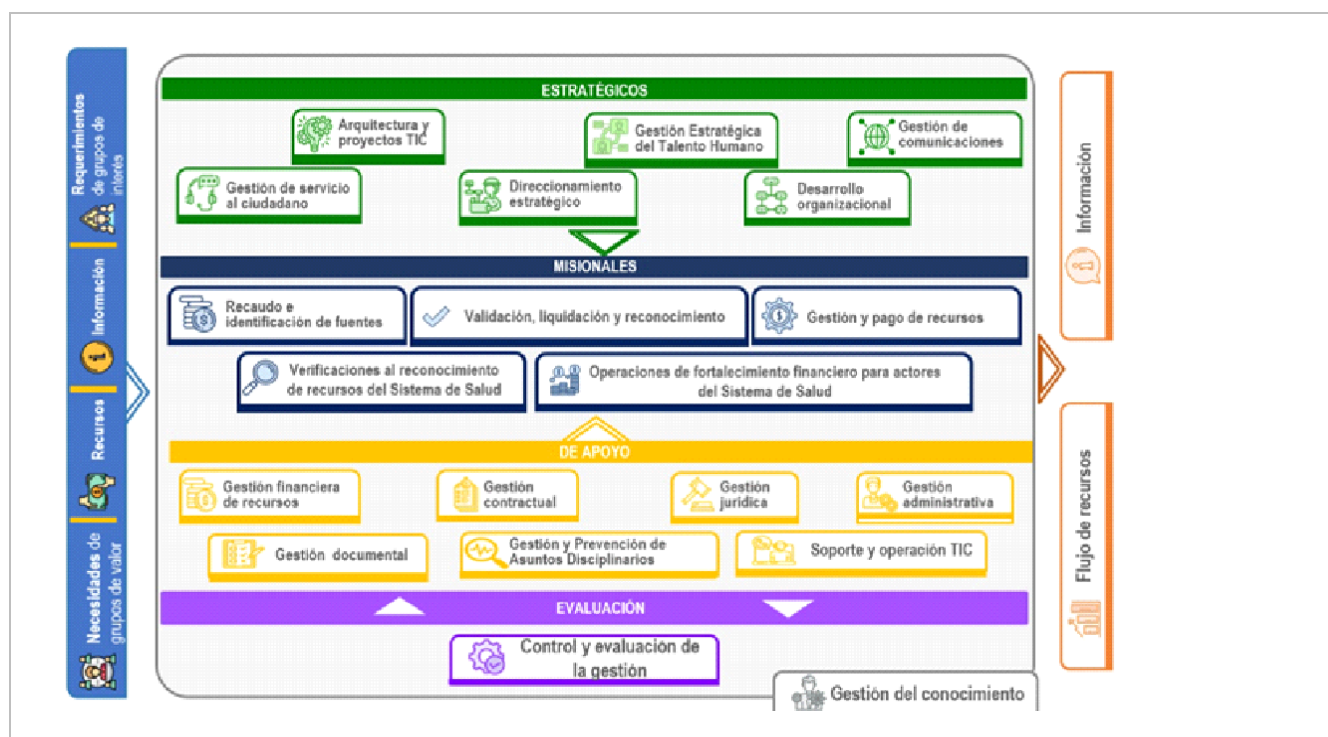 Requerimientos
de grupos de
interés
Información
Recursos
Necesidades de
grupos de valor
ESTRATÉGICOS
Arquitectura y
proyectos TIC
Gestión Estratégica
del Talento Humano
Gestión de
comunicaciones
Gestión de servicio
al ciudadano
Direccionamiento
estratégico
Desarrollo
organizacional
MISIONALES
Recaudo e
identificación de fuentes
Validación, liquidación y reconocimiento
Gestión y pago de recursos
Verificaciones al reconocimiento
de recursos del Sistema de Salud
Operaciones de fortalecimiento financiero para actores
del Sistema de Salud
DE APOYO
Gestión financiera
de recursos
Gestión
contractual
Gestión
jurídica
Gestión
administrativa
Gestión documental
Gestión y Prevención de
Asuntos Disciplinarios
Soporte y operación TIC
EVALUACIÓN
Control y evaluación de
la gestión
Gestión del conocimiento
Información
Flujo de recursos